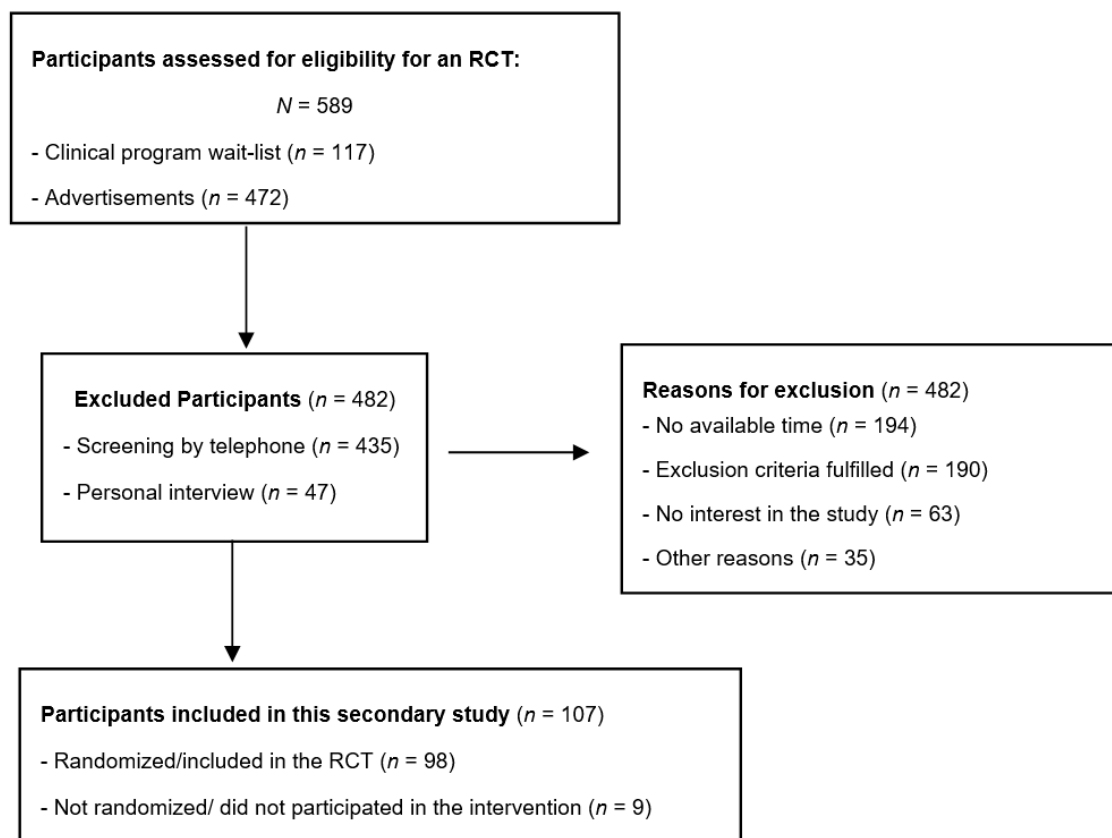 Participants assessed for eligibility for an RCT:
N = 589
- Clinical program wait-list (n = 117)
- Advertisements (n = 472)
Excluded Participants (n = 482)
- Screening by telephone (n = 435)
- Personal interview (n = 47)
Reasons for exclusion (n = 482)
- No available time (n = 194)
- Exclusion criteria fulfilled (n = 190)
- No interest in the study (n = 63)
- Other reasons (n = 35)
Participants included in this secondary study (n = 107)
- Randomized/included in the RCT (n = 98)
- Not randomized/ did not participated in the intervention (n = 9)